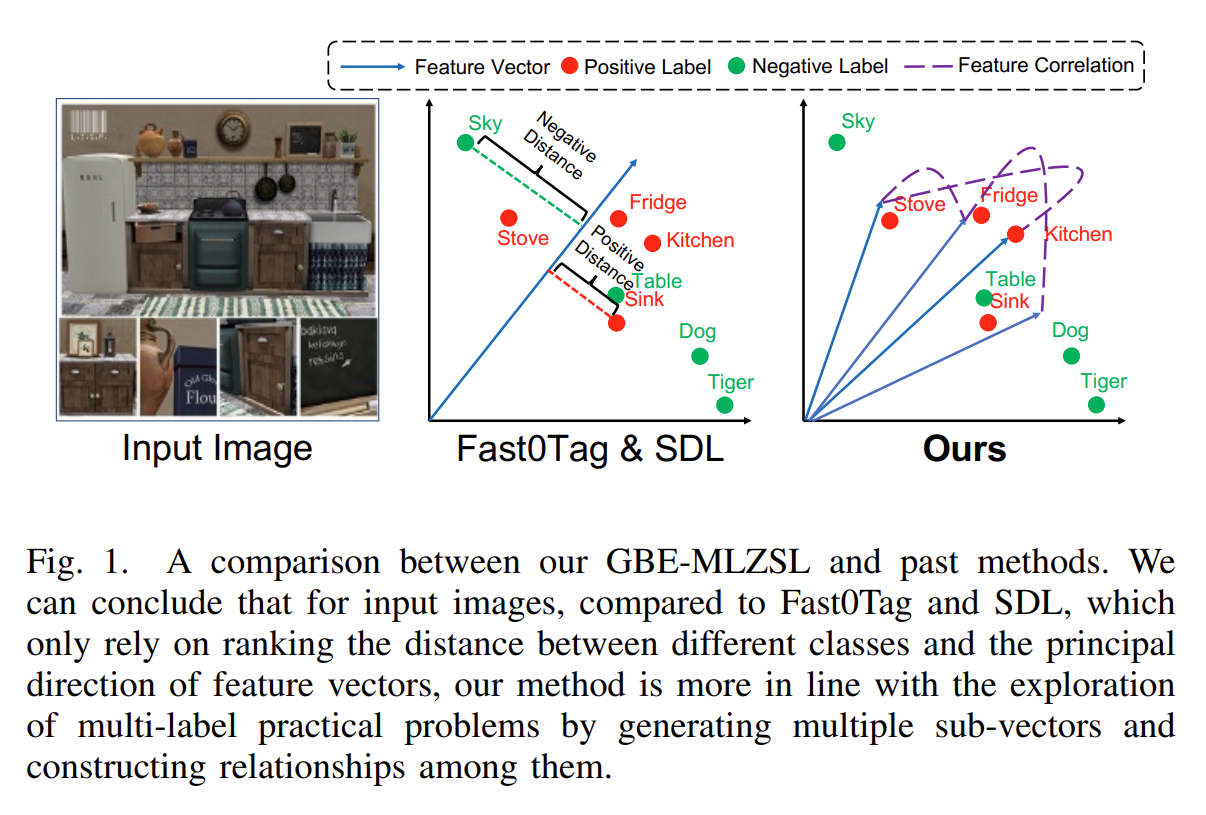 Feature Vector Positive Label Negative Label Feature Correlation
Sky
Negative
Distance
Fridge
Stove
Kitchen
Positive
Distance
Table
Sink
Dog
Tiger
Sky
Stove
Fridge
Kitchen
Table
Sink
Dog
Tiger
Old Glo
Flou
Input Image
Fast0Tag & SDL
Ours
Fig. 1. A comparison between our GBE-MLZSL and past methods. We
can conclude that for input images, compared to Fast0Tag and SDL, which
only rely on ranking the distance between different classes and the principal
direction of feature vectors, our method is more in line with the exploration
of multi-label practical problems by generating multiple sub-vectors and
constructing relationships among them.